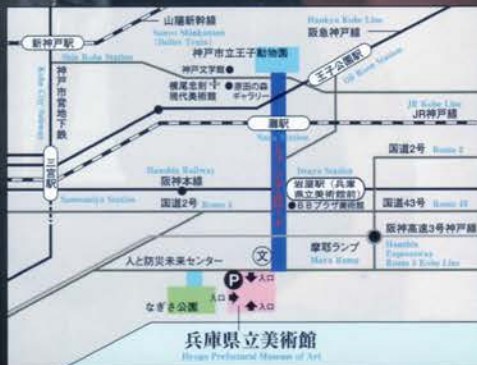 山陽新幹線
Sanyo Shinkansen
(Bullet Train)
Hankyu Kobe Line
阪急神戸線
新神戸駅
Shin Kobe Station
神戸市立王子動物園
王子公園駅
Oji Koen Station
神戸文学館
横尾忠則
現代美術館
原田の森
ギャラリー
神戸市営地下鉄
Kobe City Subway
JR Kobe Line
JR神戸線
灘駅
Nada Station
三宮駅
Sannomiya Station
Hanshin Railway
阪神本線
国道2号
Iwaya Station
岩屋駅(兵庫
県立美術館前)
BBプラザ美術館
国道2号 Route 2
国道43号 Route 43
阪神高速3号神戸線
Hanshin
Expressway
Route 3 Kobe Line
摩耶ランプ
Maya Ramp
人と防災未来センター
文
P
入口
入口
入口
なぎさ公園
兵庫県立美術館
Hyogo Prefectural Museum of Art